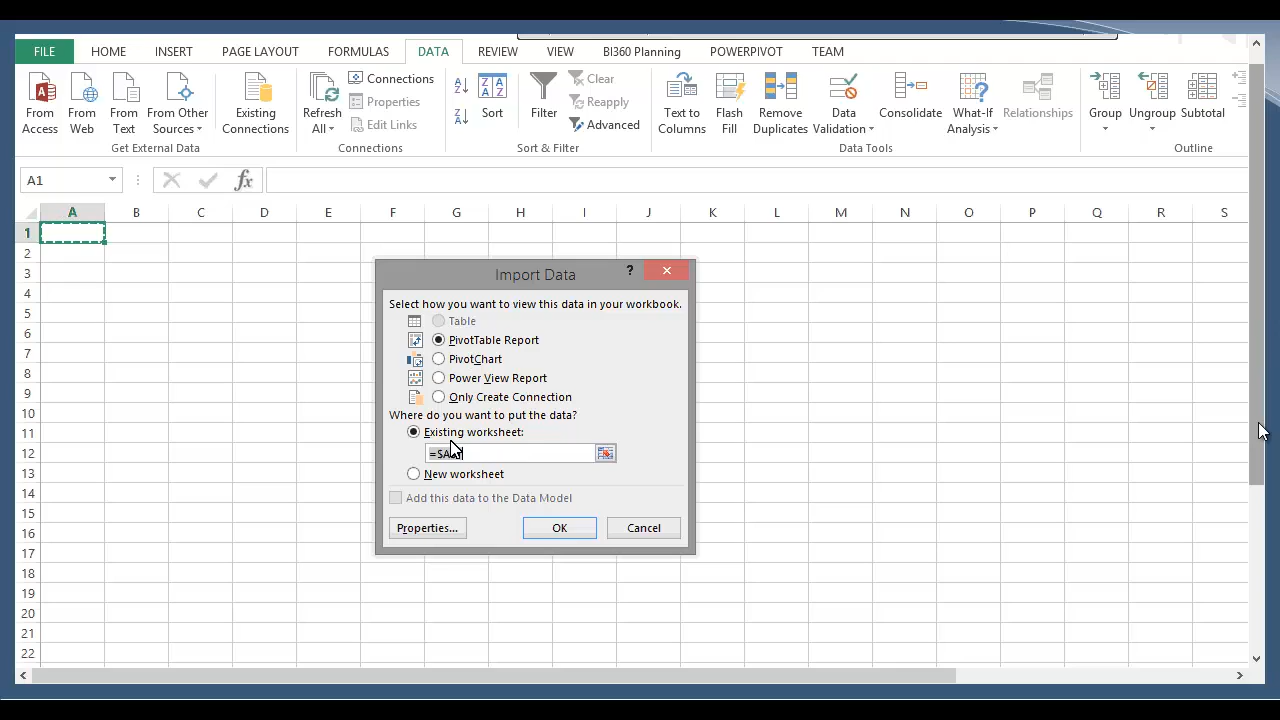 FILE HOME INSERT PAGE LAYOUT FORMULAS DATA REVIEW VIEW BI360 Planning POWERPIVOT TEAM
From Access
From Web
From Text
From Other Sources
Existing Connections
Refresh All
Connections
Properties
Edit Links
Sort
Filter
Clear
Reapply
Advanced
Text to Columns
Flash Fill
Remove Duplicates
Data Validation
Consolidate
What-If Analysis
Relationships
Group
Ungroup
Subtotal
Get External Data Connections Sort & Filter Data Tools Outline
A1 fx
A B C D E F G H I J K L M N O P Q R S
1
2
3
4
5
6
7
8
9
10
11
12
13
14
15
16
17
18
19
20
21
22
Import Data ?
Select how you want to view this data in your workbook.
Table
PivotTable Report
PivotChart
Power View Report
Only Create Connection
Where do you want to put the data?
Existing worksheet:
New worksheet
Add this data to the Data Model
Properties... OK Cancel